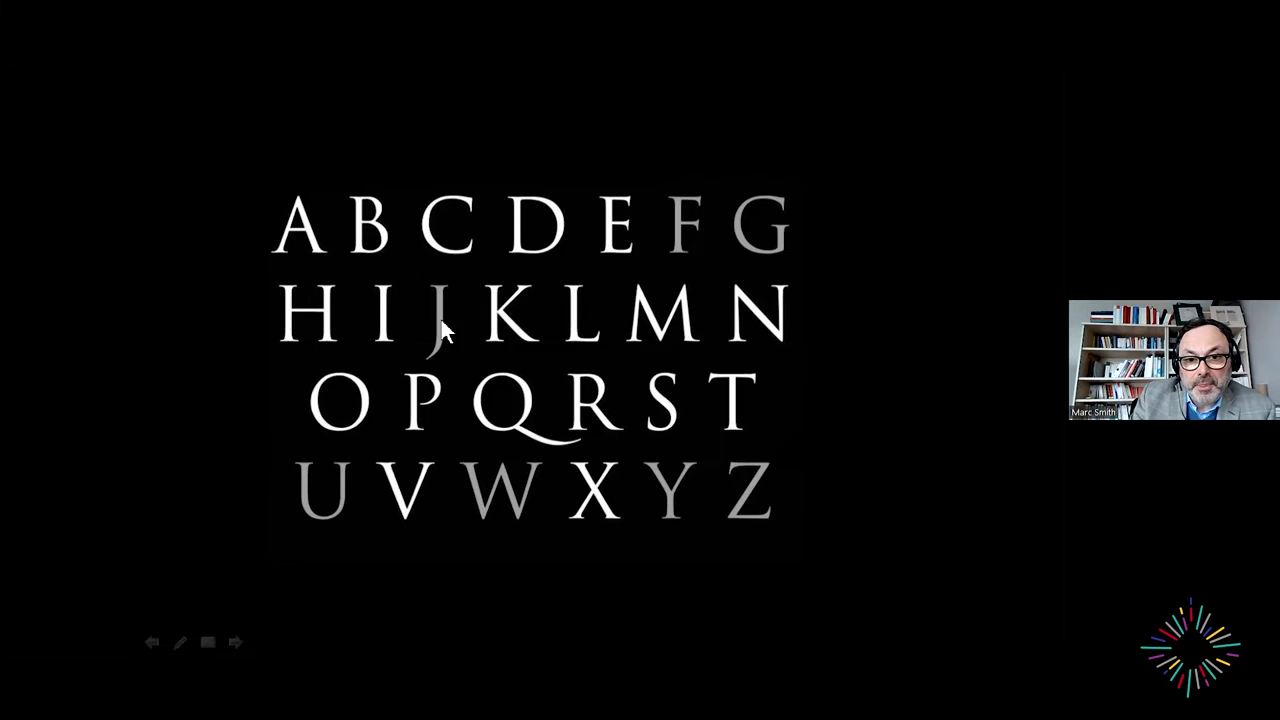 A B C D E F G
H I J K L M N
O P Q R S T
U V W X Y Z
Marc Smith